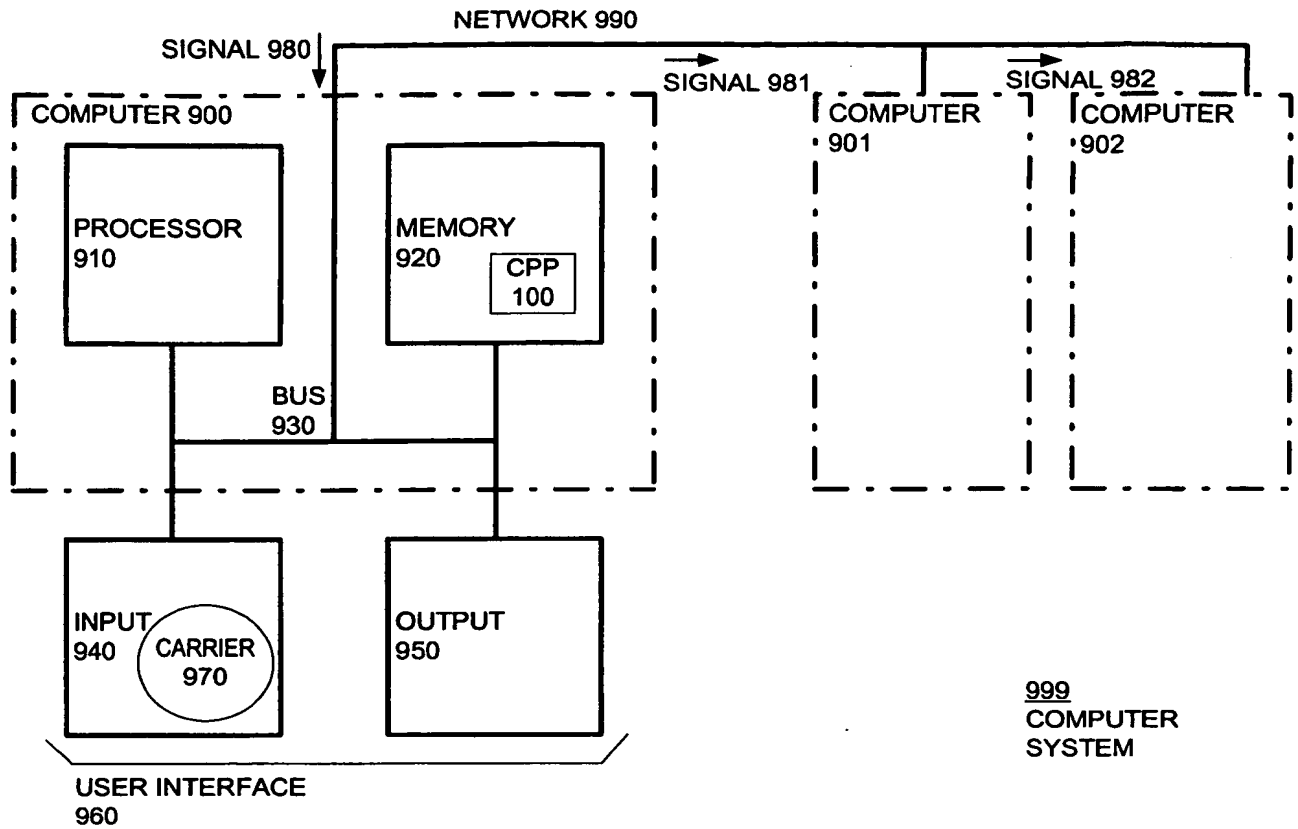 NETWORK 990
SIGNAL 980
SIGNAL 981
SIGNAL 982
COMPUTER 900
COMPUTER
901
COMPUTER
902
PROCESSOR
910
MEMORY
920
CPP
100
BUS
930
INPUT
940
CARRIER
970
OUTPUT
950
999
COMPUTER
SYSTEM
USER INTERFACE
960